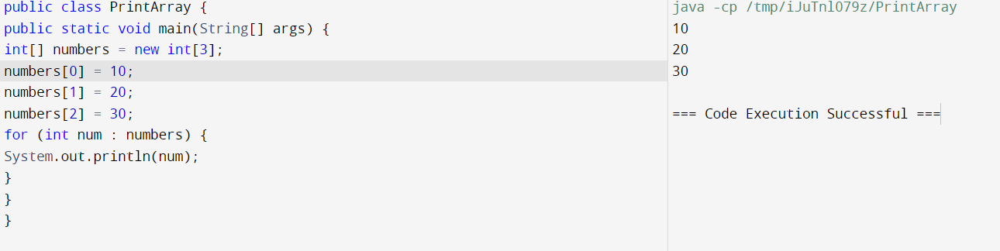 public class PrintArray {
public static void main(String[] args) {
int[] numbers = new int[3];
numbers[0] = 10;
numbers[1] = 20;
numbers[2] = 30;
for (int num : numbers) {
System.out.println(num);
}
}
}
java -cp /tmp/iJuTnlO79z/PrintArray
10
20
30
=== Code Execution Successful ===